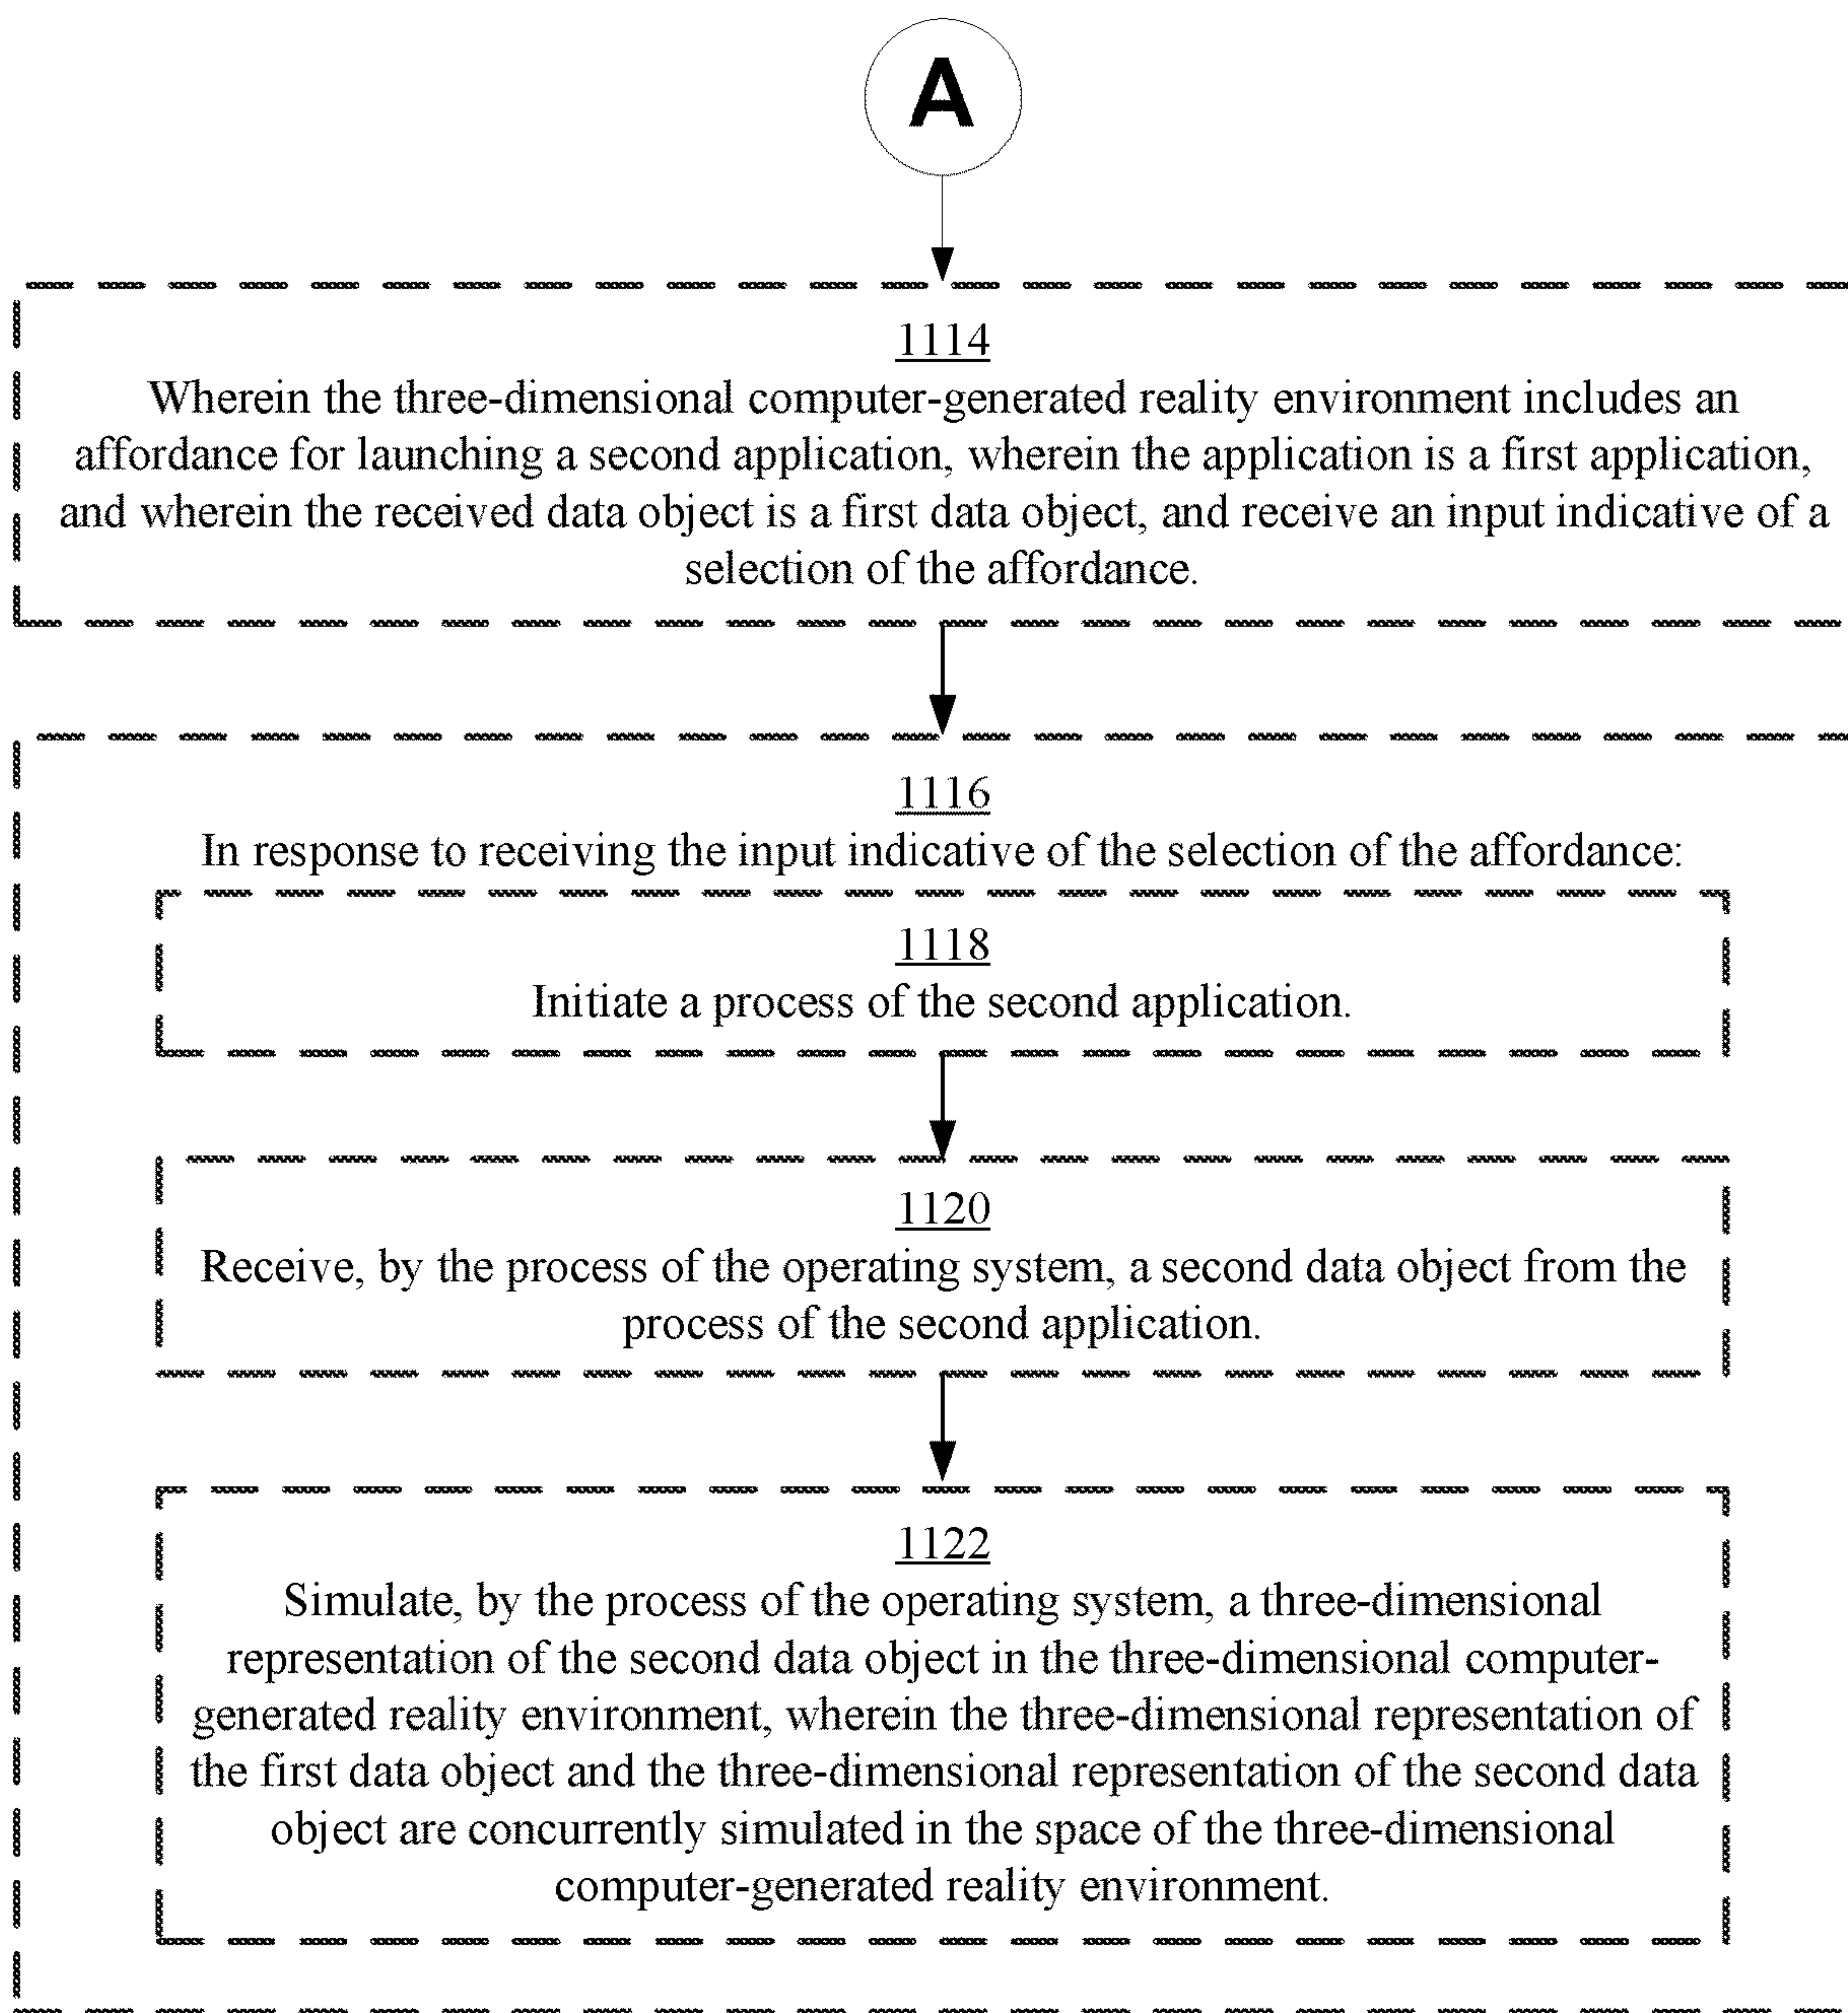 A
1114
Wherein the three-dimensional computer-generated reality environment includes an
affordance for launching a second application, wherein the application is a first application,
and wherein the received data object is a first data object, and receive an input indicative of a
selection of the affordance.
1116
In response to receiving the input indicative of the selection of the affordance:
1118
Initiate a process of the second application.
1120
Receive, by the process of the operating system, a second data object from the
process of the second application.
1122
Simulate, by the process of the operating system, a three-dimensional
representation of the second data object in the three-dimensional computer-
generated reality environment, wherein the three-dimensional representation of
the first data object and the three-dimensional representation of the second data
object are concurrently simulated in the space of the three-dimensional
computer-generated reality environment.